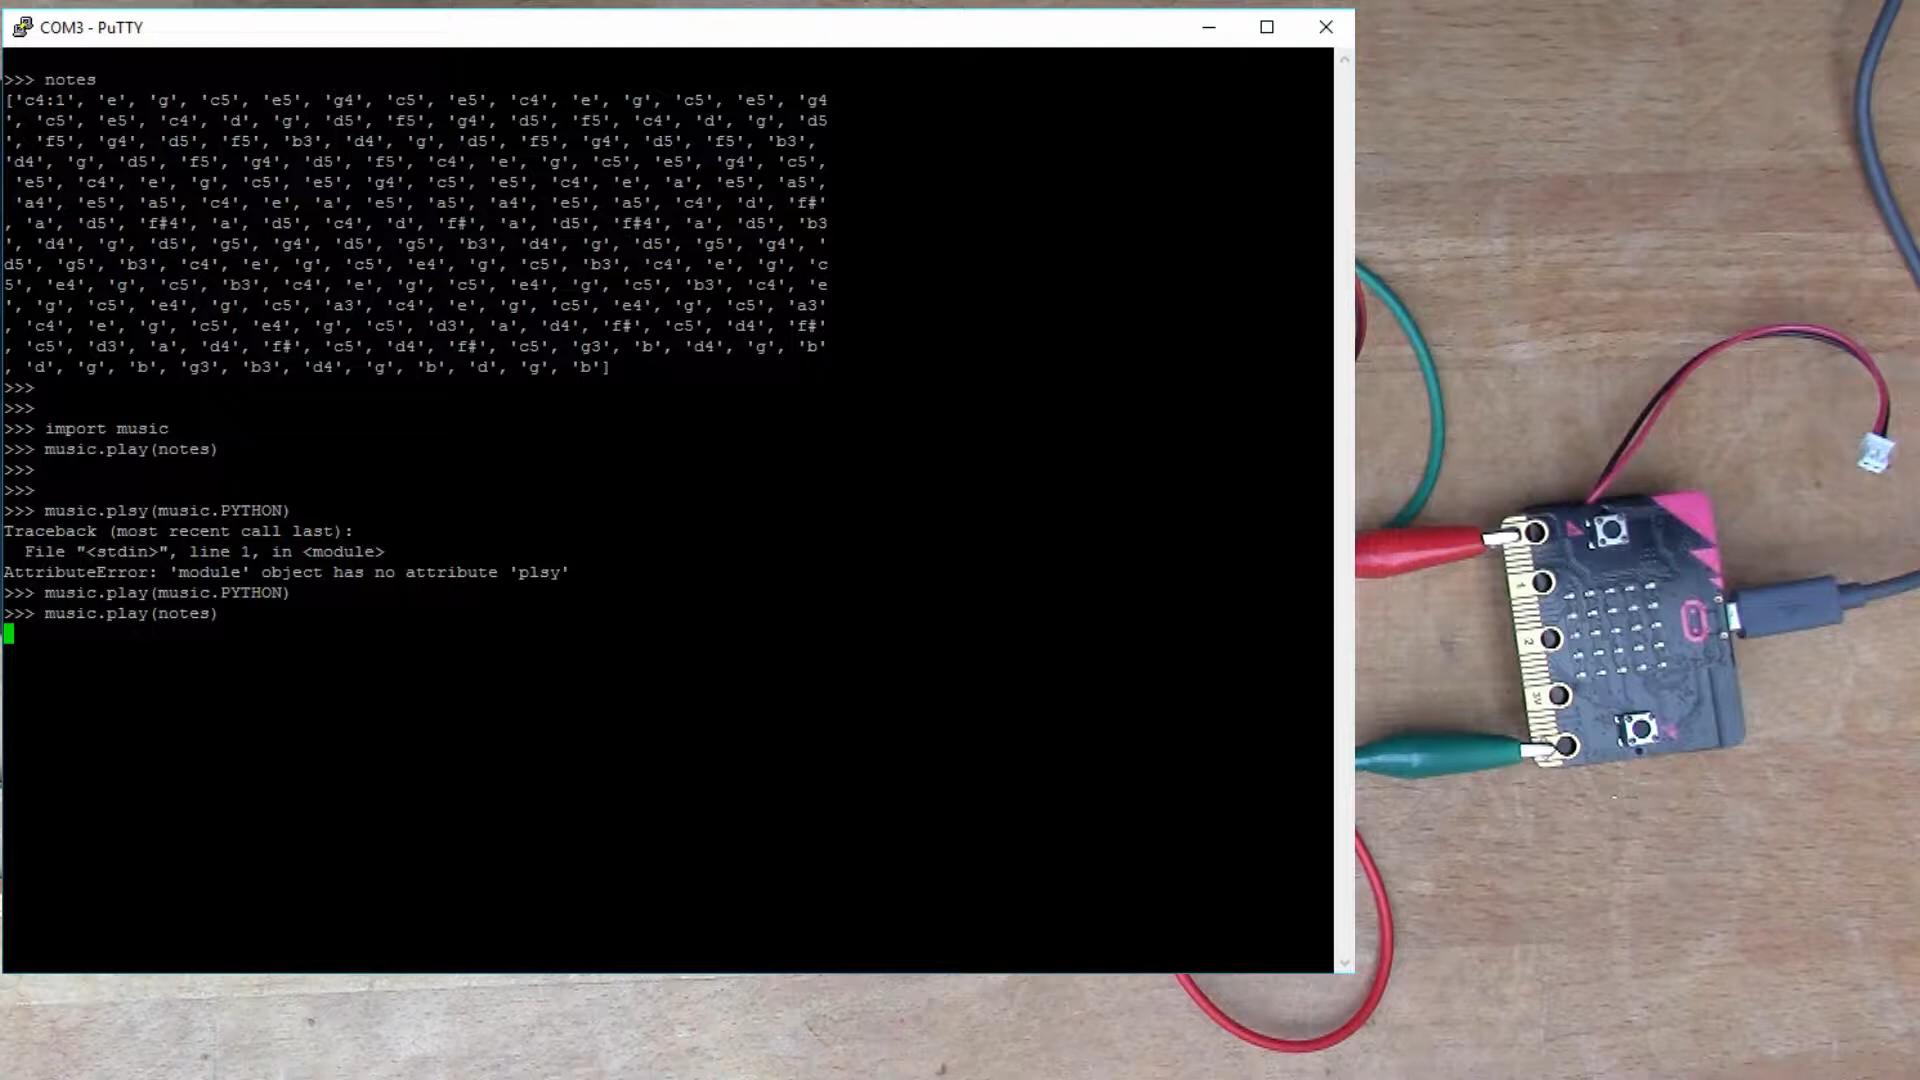 COM3 - PuTTY
>>> notes
['c4:1', 'e', 'g', 'c5', 'e5', 'g4', 'c5', 'e5', 'c4', 'e', 'g', 'c5', 'e5', 'g4
', 'c5', 'e5', 'c4', 'd', 'g', 'd5', 'f5', 'g4', 'd5', 'f5', 'c4', 'd', 'g', 'd5
', 'f5', 'g4', 'd5', 'f5', 'b3', 'd4', 'g', 'd5', 'f5', 'g4', 'd5', 'f5', 'b3',
'd4', 'g', 'd5', 'f5', 'g4', 'd5', 'f5', 'c4', 'e', 'g', 'c5', 'e5', 'g4', 'c5',
'e5', 'c4', 'e', 'g', 'c5', 'e5', 'g4', 'c5', 'e5', 'c4', 'e', 'a', 'e5', 'a5',
'a4', 'e5', 'a5', 'c4', 'e', 'a', 'e5', 'a5', 'a4', 'e5', 'a5', 'c4', 'd', 'f#'
, 'a', 'd5', 'f#4', 'a', 'd5', 'c4', 'd', 'f#', 'a', 'd5', 'f#4', 'a', 'd5', 'b3
', 'd4', 'g', 'd5', 'g5', 'g4', 'd5', 'g5', 'b3', 'd4', 'g', 'd5', 'g5', 'g4', '
d5', 'g5', 'b3', 'c4', 'e', 'g', 'c5', 'e4', 'g', 'c5', 'b3', 'c4', 'e', 'g', 'c
5', 'e4', 'g', 'c5', 'b3', 'c4', 'e', 'g', 'c5', 'e4', 'g', 'c5', 'b3', 'c4', 'e
', 'g', 'c5', 'e4', 'g', 'c5', 'a3', 'c4', 'e', 'g', 'c5', 'e4', 'g', 'c5', 'a3'
, 'c4', 'e', 'g', 'c5', 'e4', 'g', 'c5', 'd3', 'a', 'd4', 'f#', 'c5', 'd4', 'f#'
, 'c5', 'd3', 'a', 'd4', 'f#', 'c5', 'd4', 'f#', 'c5', 'g3', 'b', 'd4', 'g', 'b'
, 'd', 'g', 'b', 'g3', 'b3', 'd4', 'g', 'b', 'd', 'g', 'b']
>>>
>>>
>>> import music
>>> music.play(notes)
>>>
>>>
>>> music.plsy(music.PYTHON)
Traceback (most recent call last):
File "<stdin>", line 1, in <module>
AttributeError: 'module' object has no attribute 'plsy'
>>> music.play(music.PYTHON)
>>> music.play(notes)
1
2
3V